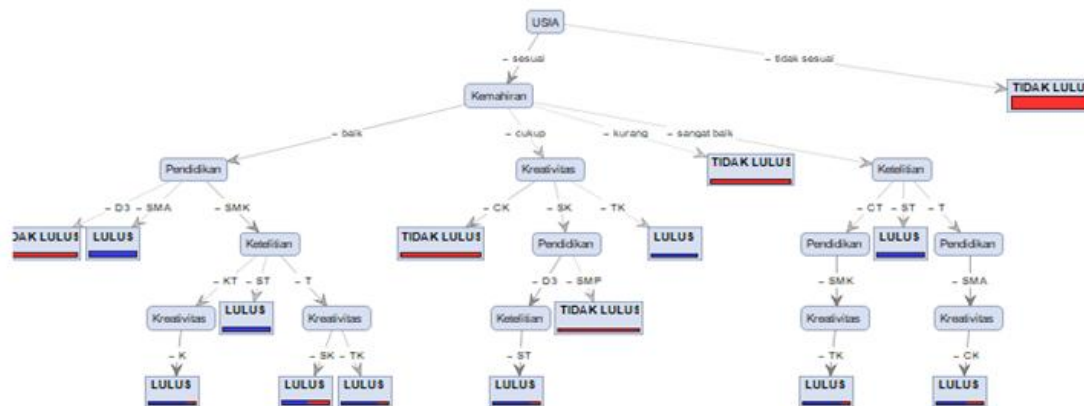 USIA
– sesuai
– tidak sesuai
Kemahiran
TIDAK LULUS
– baik
– cukup
– kurang
– sangat baik
Pendidikan
Kreativitas
TIDAK LULUS
Ketelitian
– D3
– SMA
– SMK
– CK
– SK
– TK
– CT
– ST
– T
TIDAK LULUS
LULUS
Ketelitian
TIDAK LULUS
Pendidikan
LULUS
Pendidikan
LULUS
Pendidikan
– KT
– ST
– T
– D3
– SMP
– SMK
– SMA
Kreativitas
LULUS
Kreativitas
Ketelitian
TIDAK LULUS
Kreativitas
Kreativitas
– K
– SK
– TK
– ST
– TK
– CK
LULUS
LULUS
LULUS
LULUS
LULUS
LULUS